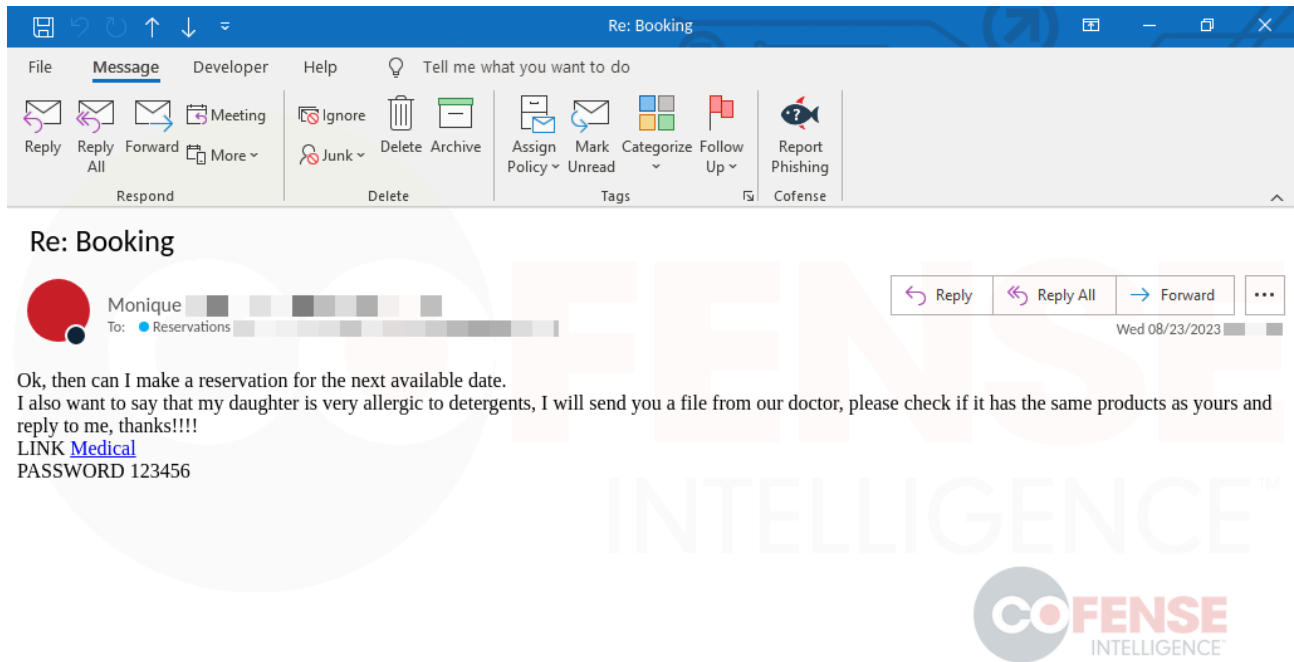 Re: Booking
File Message Developer Help Tell me what you want to do
Reply
Reply All
Forward
Meeting
More
Respond
Ignore
Junk
Delete
Archive
Delete
Assign Policy
Mark Unread
Categorize
Follow Up
Tags
Report Phishing
Cofense
Re: Booking
Monique
To: Reservations
Reply Reply All Forward
Wed 08/23/2023
Ok, then can I make a reservation for the next available date.
I also want to say that my daughter is very allergic to detergents, I will send you a file from our doctor, please check if it has the same products as yours and
reply to me, thanks!!!!
LINK Medical
PASSWORD 123456
COFENSE
INTELLIGENCE™
COFENSE
INTELLIGENCE